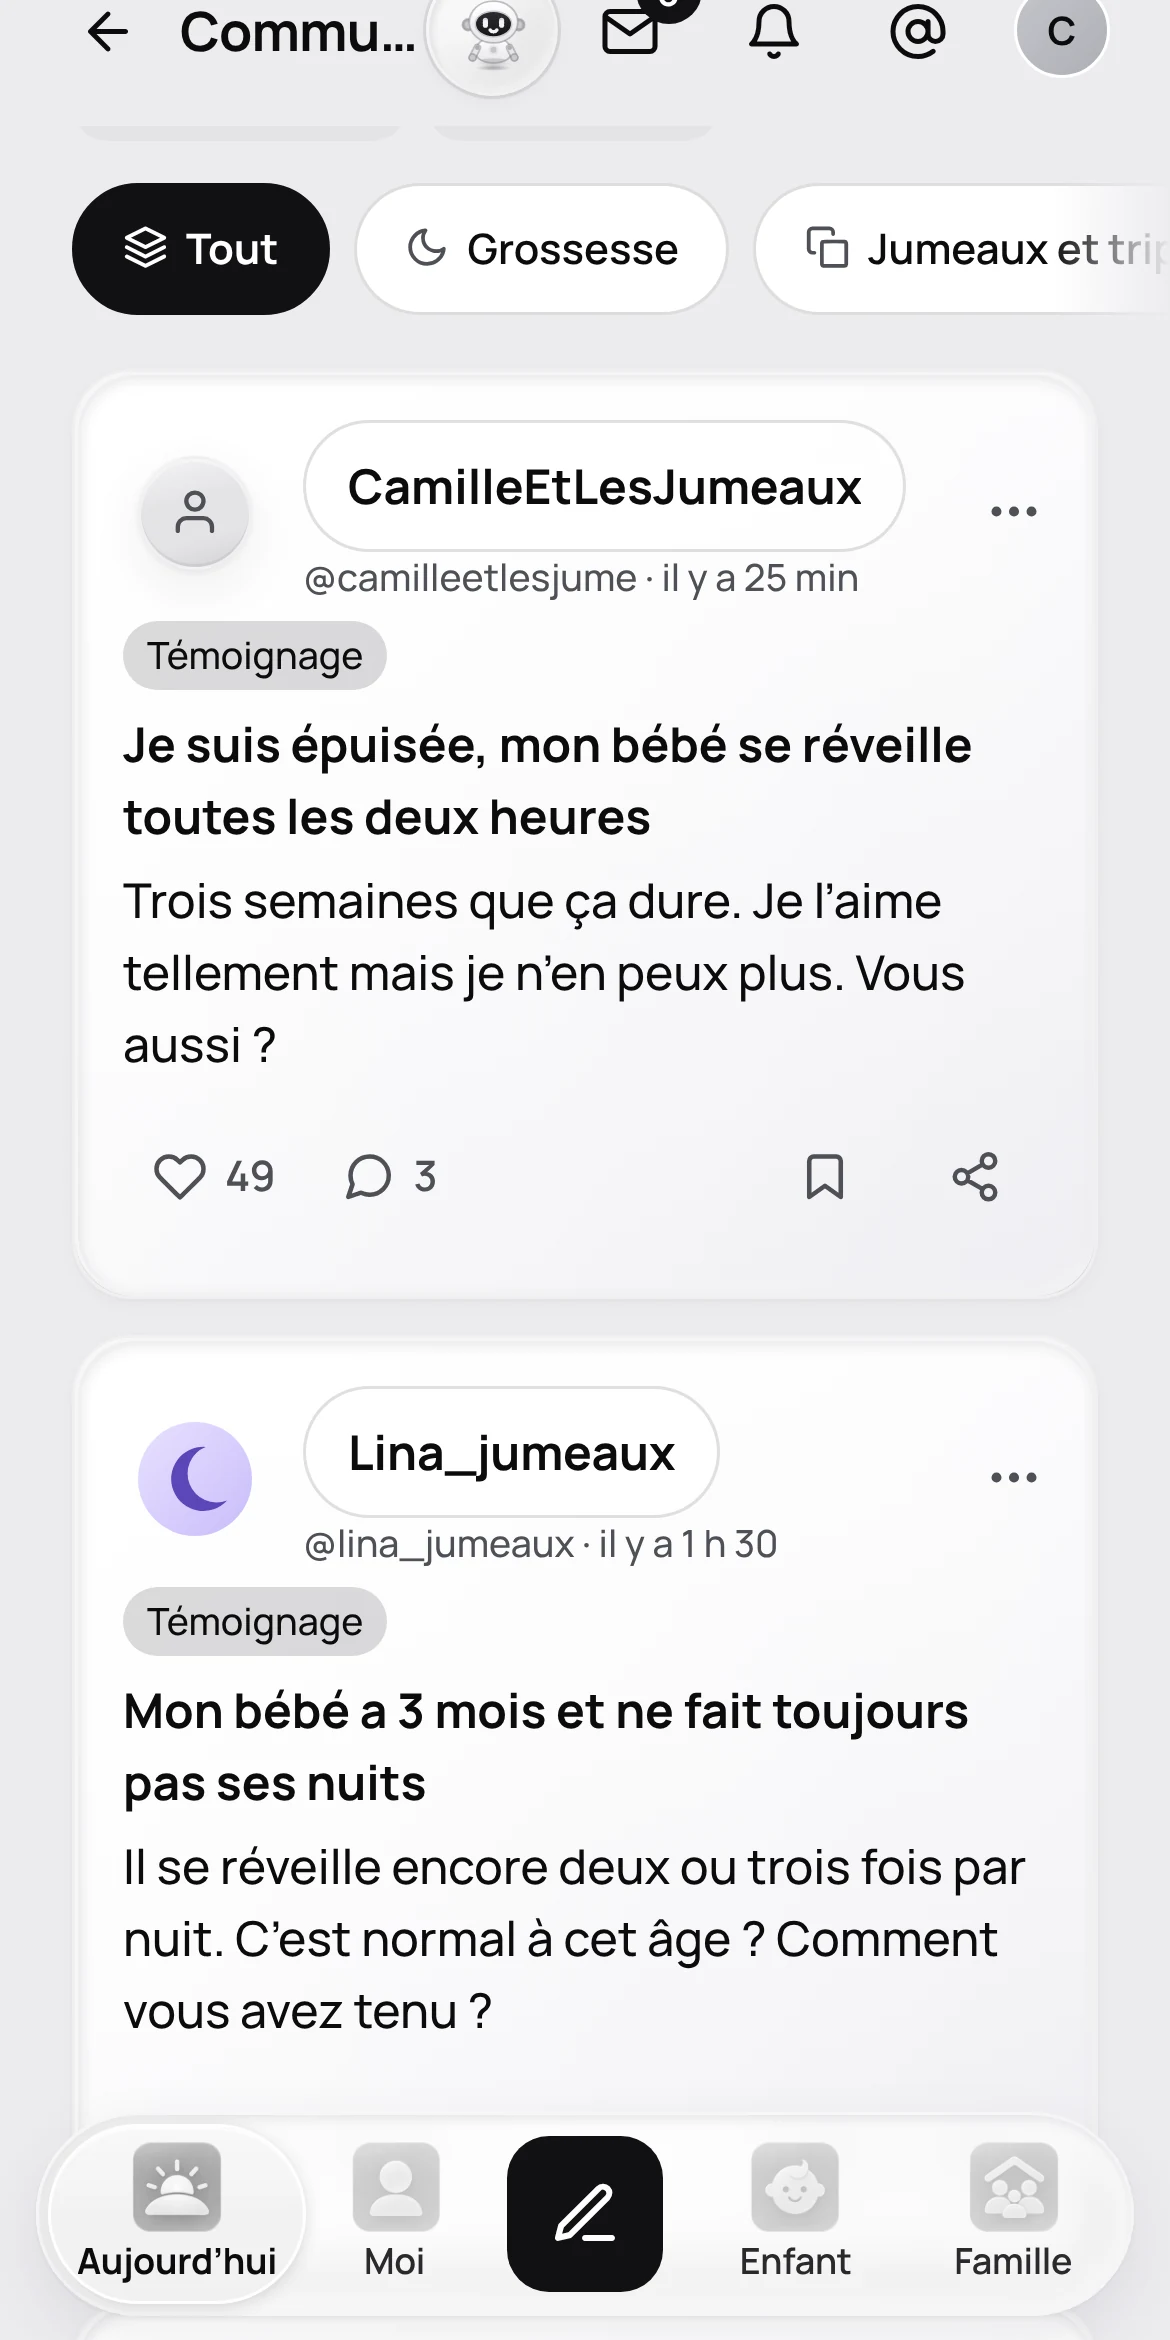 Commu...
C
Tout
Grossesse
Jumeaux et trip
CamilleEtLesJumeaux
@camilleetlesjume · il y a 25 min
Témoignage
Je suis épuisée, mon bébé se réveille
toutes les deux heures
Trois semaines que ça dure. Je l’aime
tellement mais je n’en peux plus. Vous
aussi ?
49
3
Lina_jumeaux
@lina_jumeaux · il y a 1 h 30
Témoignage
Mon bébé a 3 mois et ne fait toujours
pas ses nuits
Il se réveille encore deux ou trois fois par
nuit. C’est normal à cet âge ? Comment
vous avez tenu ?
Aujourd’hui
Moi
Enfant
Famille